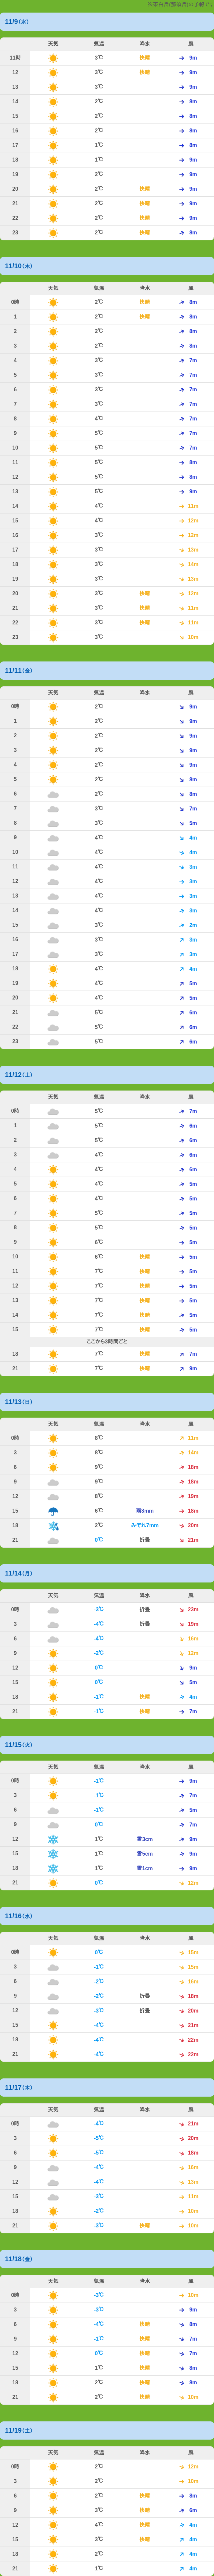 11/9(水)
天気 気温 降水 風
11時 3℃ 快晴 9m
12 3℃ 快晴 9m
13 3℃ 9m
14 2℃ 8m
15 2℃ 8m
16 2℃ 8m
17 1℃ 8m
18 1℃ 9m
19 2℃ 9m
20 2℃ 快晴 9m
21 2℃ 快晴 9m
22 2℃ 快晴 9m
23 2℃ 快晴 8m
11/10(木)
天気 気温 降水 風
0時 2℃ 快晴 8m
1 2℃ 快晴 8m
2 2℃ 8m
3 2℃ 8m
4 3℃ 7m
5 3℃ 7m
6 3℃ 7m
7 3℃ 7m
8 4℃ 7m
9 5℃ 7m
10 5℃ 7m
11 5℃ 8m
12 5℃ 8m
13 5℃ 9m
14 4℃ 11m
15 4℃ 12m
16 3℃ 12m
17 3℃ 13m
18 3℃ 14m
19 3℃ 13m
20 3℃ 快晴 12m
21 3℃ 快晴 11m
22 3℃ 快晴 11m
23 3℃ 10m
11/11(金)
天気 気温 降水 風
0時 2℃ 9m
1 2℃ 9m
2 2℃ 9m
3 2℃ 9m
4 2℃ 9m
5 2℃ 8m
6 2℃ 8m
7 3℃ 7m
8 3℃ 5m
9 4℃ 4m
10 4℃ 4m
11 4℃ 3m
12 4℃ 3m
13 4℃ 3m
14 4℃ 3m
15 3℃ 2m
16 3℃ 3m
17 3℃ 3m
18 4℃ 4m
19 4℃ 5m
20 4℃ 5m
21 5℃ 6m
22 5℃ 6m
23 5℃ 6m
11/12(土)
天気 気温 降水 風
0時 5℃ 7m
1 5℃ 6m
2 5℃ 6m
3 4℃ 6m
4 4℃ 6m
5 4℃ 5m
6 4℃ 5m
7 5℃ 5m
8 5℃ 5m
9 6℃ 5m
10 6℃ 快晴 5m
11 7℃ 快晴 5m
12 7℃ 快晴 5m
13 7℃ 快晴 5m
14 7℃ 快晴 5m
15 7℃ 快晴 5m
ここから3時間ごと
18 7℃ 快晴 7m
21 7℃ 快晴 9m
11/13(日)
天気 気温 降水 風
0時 8℃ 11m
3 8℃ 14m
6 9℃ 18m
9 9℃ 18m
12 8℃ 19m
15 6℃ 雨3mm 18m
18 2℃ みぞれ7mm 20m
21 0℃ 折曇 21m
11/14(月)
天気 気温 降水 風
0時 -3℃ 折曇 23m
3 -4℃ 折曇 19m
6 -4℃ 16m
9 -2℃ 12m
12 0℃ 9m
15 0℃ 5m
18 -1℃ 快晴 4m
21 -1℃ 快晴 7m
11/15(火)
天気 気温 降水 風
0時 -1℃ 9m
3 -1℃ 7m
6 -1℃ 5m
9 0℃ 7m
12 1℃ 雪3cm 9m
15 1℃ 雪5cm 9m
18 1℃ 雪1cm 9m
21 0℃ 12m
11/16(水)
天気 気温 降水 風
0時 0℃ 15m
3 -1℃ 15m
6 -2℃ 16m
9 -2℃ 折曇 18m
12 -3℃ 折曇 20m
15 -4℃ 21m
18 -4℃ 22m
21 -4℃ 22m
11/17(木)
天気 気温 降水 風
0時 -4℃ 21m
3 -5℃ 20m
6 -5℃ 18m
9 -4℃ 16m
12 -4℃ 13m
15 -3℃ 11m
18 -2℃ 10m
21 -3℃ 快晴 10m
11/18(金)
天気 気温 降水 風
0時 -3℃ 10m
3 -3℃ 9m
6 -4℃ 快晴 8m
9 -1℃ 快晴 7m
12 0℃ 快晴 7m
15 1℃ 快晴 8m
18 2℃ 快晴 8m
21 2℃ 快晴 10m
11/19(土)
天気 気温 降水 風
0時 2℃ 12m
3 2℃ 10m
6 2℃ 快晴 8m
9 3℃ 快晴 6m
12 4℃ 快晴 4m
15 3℃ 快晴 4m
18 2℃ 4m
21 1℃ 4m